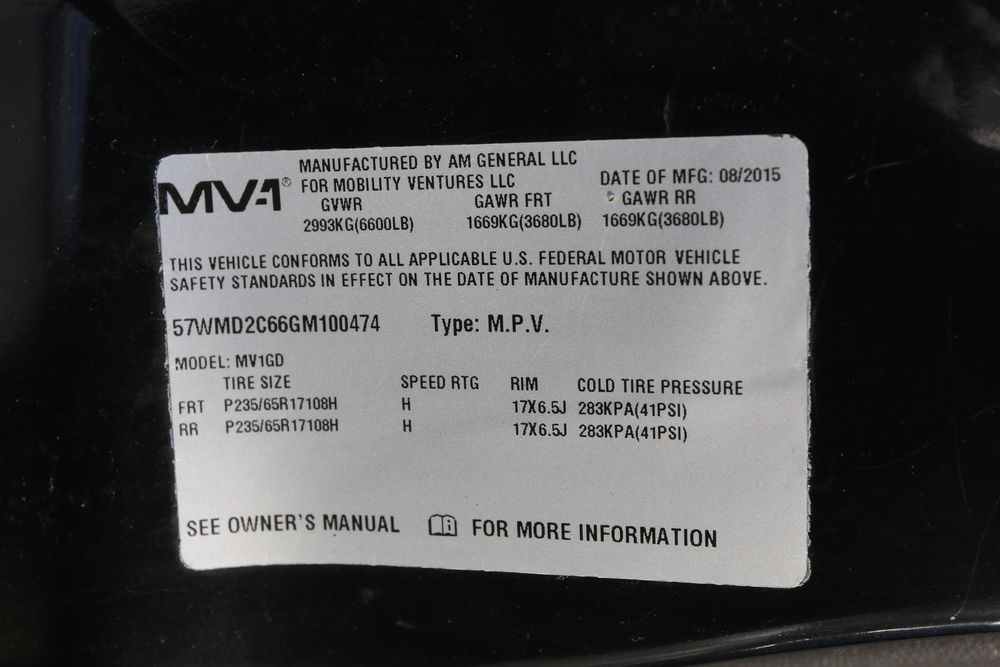 MV-1®
MANUFACTURED BY AM GENERAL LLC
FOR MOBILITY VENTURES LLC
DATE OF MFG: 08/2015
GVWR GAWR FRT GAWR RR
2993KG(6600LB) 1669KG(3680LB) 1669KG(3680LB)
THIS VEHICLE CONFORMS TO ALL APPLICABLE U.S. FEDERAL MOTOR VEHICLE
SAFETY STANDARDS IN EFFECT ON THE DATE OF MANUFACTURE SHOWN ABOVE.
57WMD2C66GM100474 Type: M.P.V.
MODEL: MV1GD
TIRE SIZE SPEED RTG RIM COLD TIRE PRESSURE
FRT P235/65R17108H H 17X6.5J 283KPA(41PSI)
RR P235/65R17108H H 17X6.5J 283KPA(41PSI)
SEE OWNER'S MANUAL FOR MORE INFORMATION